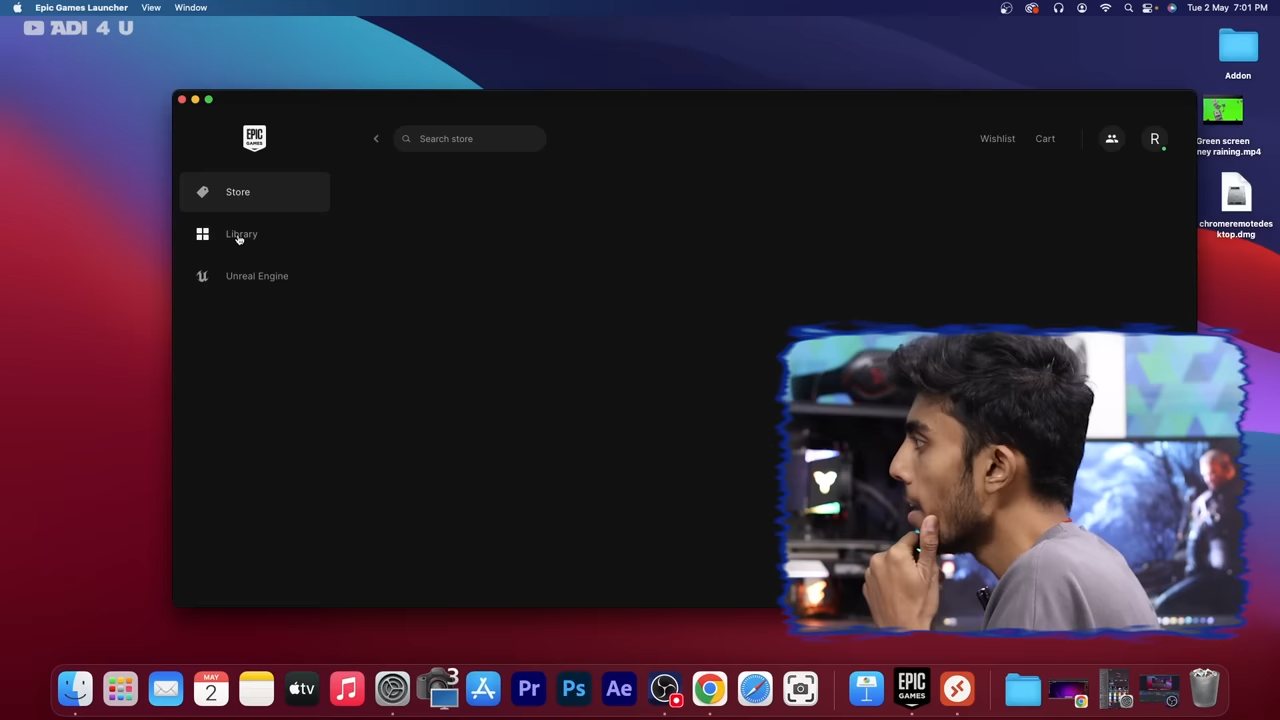 Epic Games Launcher View Window
Tue 2 May 7:01 PM
ADI 4 U
Addon
EPIC GAMES
Search store
Wishlist Cart
R
Green screen
ney raining.mp4
Store
Library
Unreal Engine
chromeremotedes
ktop.dmg
MAY
2
tv
3
Pr
Ps
Ae
EPIC
GAMES